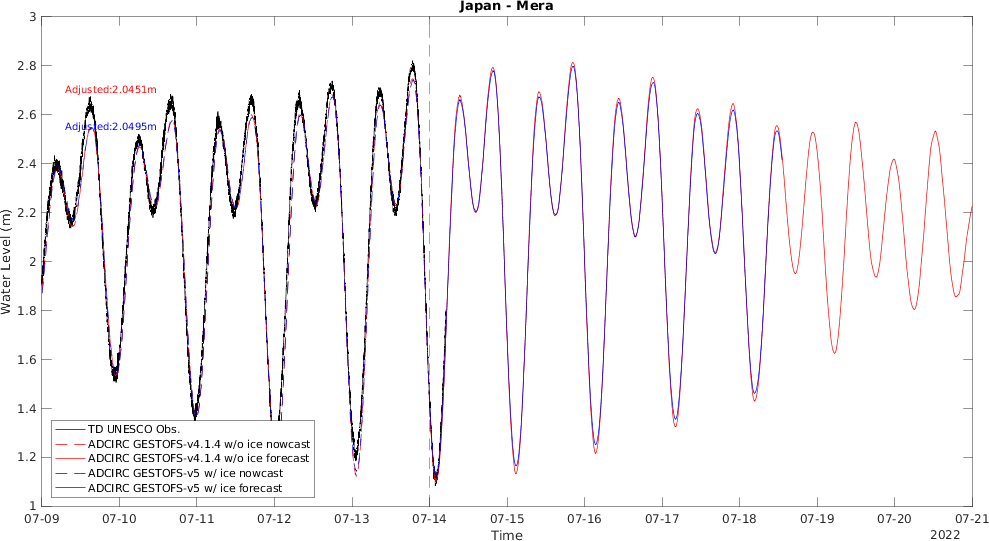 Japan - Mera
3
2.8
2.6
2.4
2.2
2
1.8
1.6
1.4
1.2
1
Water Level (m)
Adjusted:2.0451m
Adjusted:2.0495m
TD UNESCO Obs.
ADCIRC GESTOFS-v4.1.4 w/o ice nowcast
ADCIRC GESTOFS-v4.1.4 w/o ice forecast
ADCIRC GESTOFS-v5 w/ ice nowcast
ADCIRC GESTOFS-v5 w/ ice forecast
07-09 07-10 07-11 07-12 07-13 07-14 07-15 07-16 07-17 07-18 07-19 07-20 07-21
Time
2022